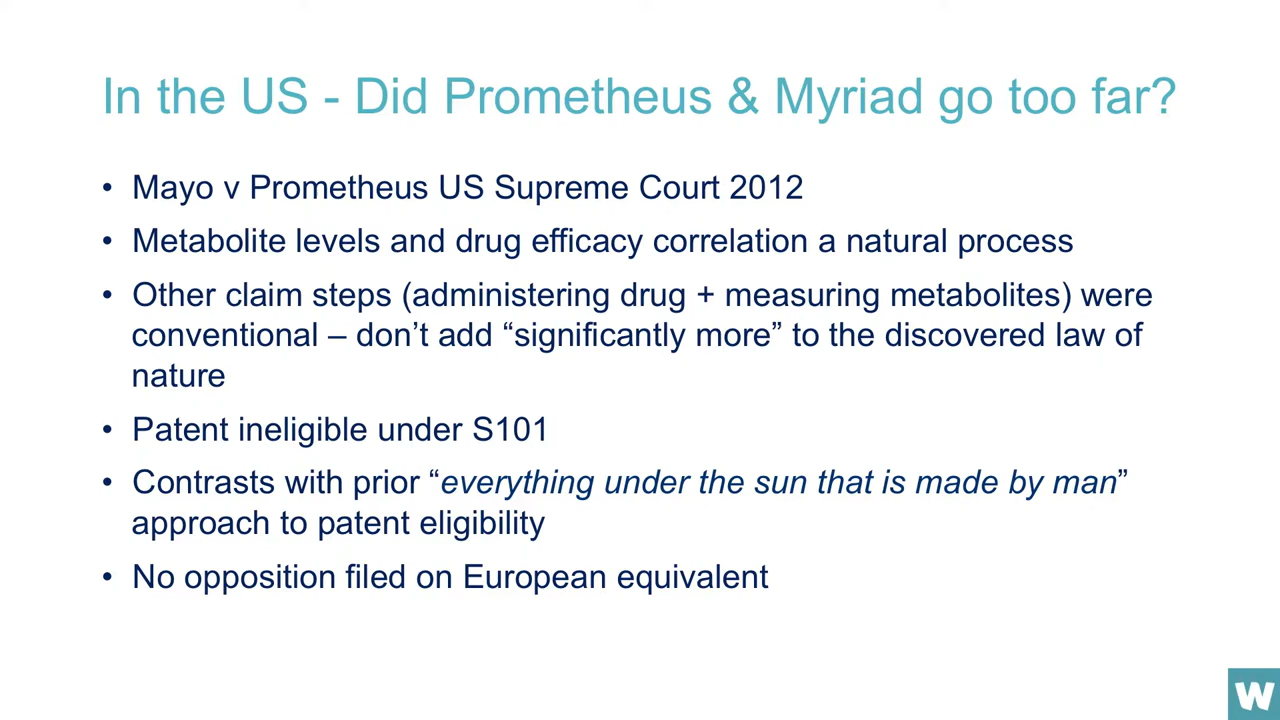 In the US - Did Prometheus & Myriad go too far?
• Mayo v Prometheus US Supreme Court 2012
• Metabolite levels and drug efficacy correlation a natural process
• Other claim steps (administering drug + measuring metabolites) were
conventional – don’t add “significantly more” to the discovered law of
nature
• Patent ineligible under S101
• Contrasts with prior “everything under the sun that is made by man”
approach to patent eligibility
• No opposition filed on European equivalent
W